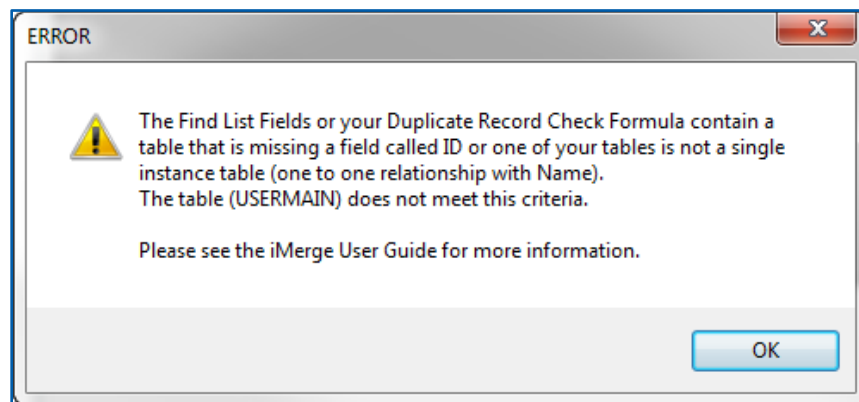 ERROR
The Find List Fields or your Duplicate Record Check Formula contain a
table that is missing a field called ID or one of your tables is not a single
instance table (one to one relationship with Name).
The table (USERMAIN) does not meet this criteria.
Please see the iMerge User Guide for more information.
OK